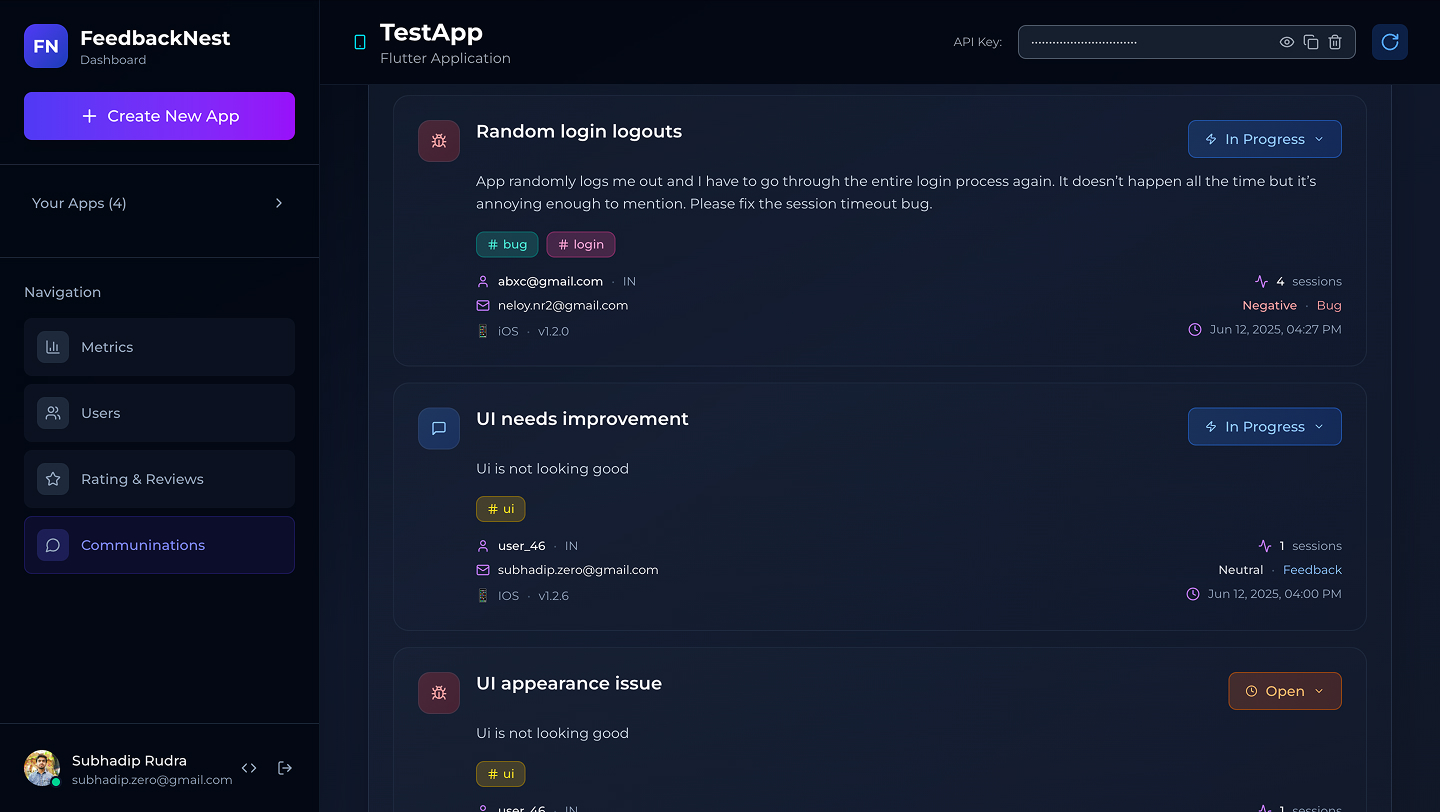 FN
FeedbackNest
Dashboard
+ Create New App
Your Apps (4)
Navigation
Metrics
Users
Rating & Reviews
Communinations
Subhadip Rudra
subhadip.zero@gmail.com
TestApp
Flutter Application
API Key:
Random login logouts
In Progress
App randomly logs me out and I have to go through the entire login process again. It doesn’t happen all the time but it’s
annoying enough to mention. Please fix the session timeout bug.
# bug # login
abxc@gmail.com · IN
4 sessions
neloy.nr2@gmail.com
Negative · Bug
iOS · v1.2.0
Jun 12, 2025, 04:27 PM
UI needs improvement
In Progress
Ui is not looking good
# ui
user_46 · IN
1 sessions
subhadip.zero@gmail.com
Neutral · Feedback
IOS · v1.2.6
Jun 12, 2025, 04:00 PM
UI appearance issue
Open
Ui is not looking good
# ui
user_46 · IN
1 sessions